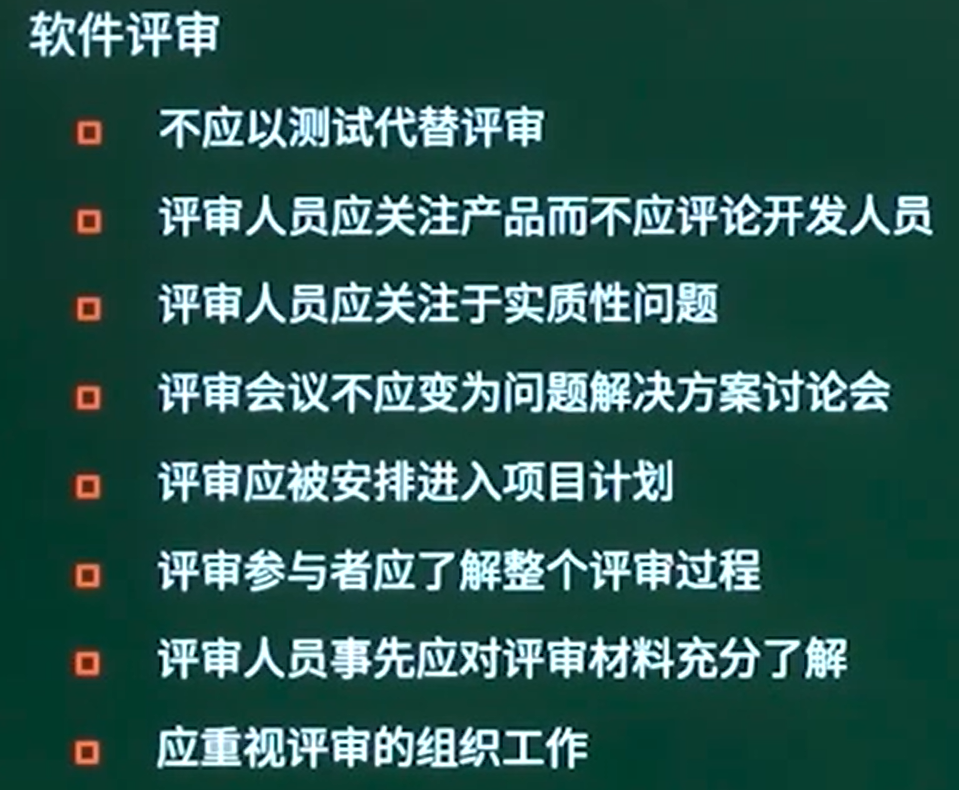 软件评审
不应以测试代替评审
评审人员应关注产品而不应评论开发人员
评审人员应关注于实质性问题
评审会议不应变为问题解决方案讨论会
评审应被安排进入项目计划
评审参与者应了解整个评审过程
评审人员事先应对评审材料充分了解
应重视评审的组织工作